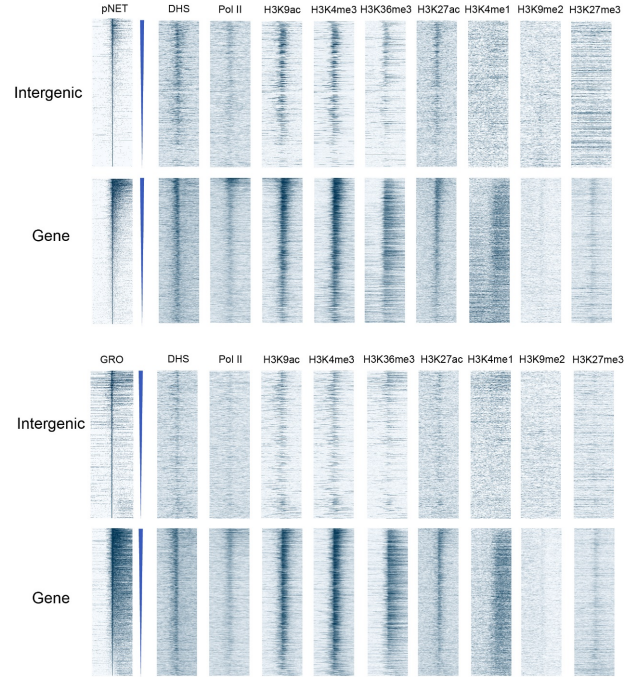 pNET DHS Pol II H3K9ac H3K4me3 H3K36me3 H3K27ac H3K4me1 H3K9me2 H3K27me3
Intergenic
Gene
GRO DHS Pol II H3K9ac H3K4me3 H3K36me3 H3K27ac H3K4me1 H3K9me2 H3K27me3
Intergenic
Gene